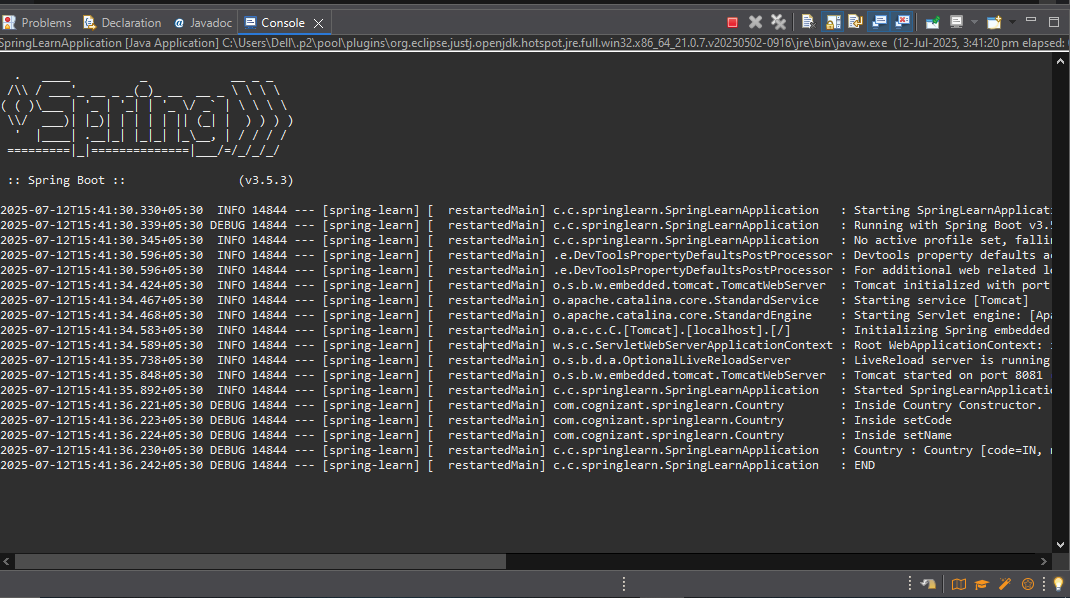 Problems Declaration Javadoc Console
SpringLearnApplication [Java Application] C:\Users\Dell\.p2\pool\plugins\org.eclipse.justj.openjdk.hotspot.jre.full.win32.x86_64_21.0.7.v20250502-0916\jre\bin\javaw.exe (12-Jul-2025, 3:41:20 pm elapsed:
  .   ____          _            __ _ _
 /\\ / ___'_ __ _ _(_)_ __  __ _ \ \ \ \
( ( )\___ | '_ | '_| | '_ \/ _` | \ \ \ \
 \\/  ___)| |_)| | | | | || (_| |  ) ) ) )
  '  |____| .__|_| |_|_| |_\__, | / / / /
 =========|_|==============|___/=/_/_/_/
 :: Spring Boot ::                (v3.5.3)
2025-07-12T15:41:30.330+05:30  INFO 14844 --- [spring-learn] [  restartedMain] c.c.springlearn.SpringLearnApplication   : Starting SpringLearnApplicati
2025-07-12T15:41:30.339+05:30 DEBUG 14844 --- [spring-learn] [  restartedMain] c.c.springlearn.SpringLearnApplication   : Running with Spring Boot v3.5
2025-07-12T15:41:30.345+05:30  INFO 14844 --- [spring-learn] [  restartedMain] c.c.springlearn.SpringLearnApplication   : No active profile set, fallin
2025-07-12T15:41:30.596+05:30  INFO 14844 --- [spring-learn] [  restartedMain] .e.DevToolsPropertyDefaultsPostProcessor : Devtools property defaults ac
2025-07-12T15:41:30.596+05:30  INFO 14844 --- [spring-learn] [  restartedMain] .e.DevToolsPropertyDefaultsPostProcessor : For additional web related lo
2025-07-12T15:41:34.424+05:30  INFO 14844 --- [spring-learn] [  restartedMain] o.s.b.w.embedded.tomcat.TomcatWebServer  : Tomcat initialized with port
2025-07-12T15:41:34.467+05:30  INFO 14844 --- [spring-learn] [  restartedMain] o.apache.catalina.core.StandardService   : Starting service [Tomcat]
2025-07-12T15:41:34.468+05:30  INFO 14844 --- [spring-learn] [  restartedMain] o.apache.catalina.core.StandardEngine    : Starting Servlet engine: [Apa
2025-07-12T15:41:34.583+05:30  INFO 14844 --- [spring-learn] [  restartedMain] o.a.c.c.C.[Tomcat].[localhost].[/]       : Initializing Spring embedded
2025-07-12T15:41:34.589+05:30  INFO 14844 --- [spring-learn] [  restartedMain] w.s.c.ServletWebServerApplicationContext : Root WebApplicationContext: i
2025-07-12T15:41:35.738+05:30  INFO 14844 --- [spring-learn] [  restartedMain] o.s.b.d.a.OptionalLiveReloadServer       : LiveReload server is running
2025-07-12T15:41:35.848+05:30  INFO 14844 --- [spring-learn] [  restartedMain] o.s.b.w.embedded.tomcat.TomcatWebServer  : Tomcat started on port 8081
2025-07-12T15:41:35.892+05:30  INFO 14844 --- [spring-learn] [  restartedMain] c.c.springlearn.SpringLearnApplication   : Started SpringLearnApplicatio
2025-07-12T15:41:36.221+05:30 DEBUG 14844 --- [spring-learn] [  restartedMain] com.cognizant.springlearn.Country        : Inside Country Constructor.
2025-07-12T15:41:36.223+05:30 DEBUG 14844 --- [spring-learn] [  restartedMain] com.cognizant.springlearn.Country        : Inside setCode
2025-07-12T15:41:36.224+05:30 DEBUG 14844 --- [spring-learn] [  restartedMain] com.cognizant.springlearn.Country        : Inside setName
2025-07-12T15:41:36.230+05:30 DEBUG 14844 --- [spring-learn] [  restartedMain] c.c.springlearn.SpringLearnApplication   : Country : Country [code=IN, n
2025-07-12T15:41:36.242+05:30 DEBUG 14844 --- [spring-learn] [  restartedMain] c.c.springlearn.SpringLearnApplication   : END